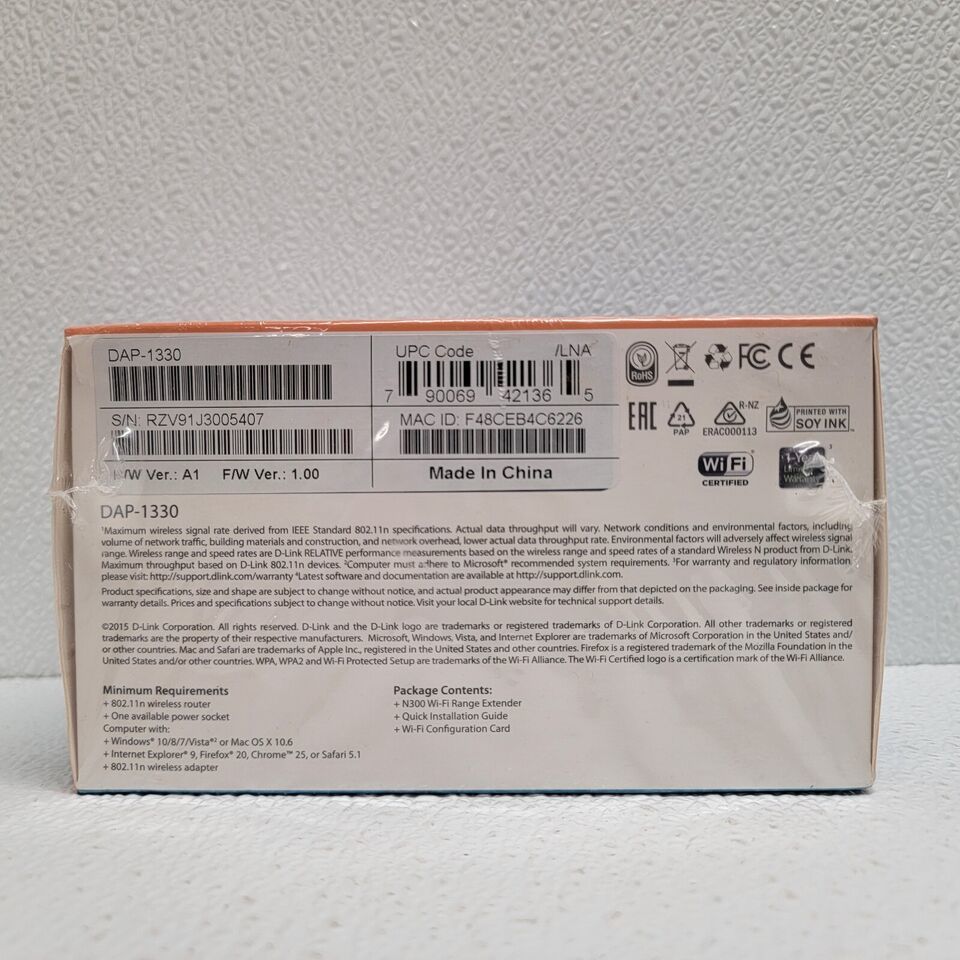 DAP-1330
UPC Code /LNA
7 90069 42136 5
S/N: RZV91J3005407
MAC ID: F48CEB4C6226
H/W Ver.: A1 F/W Ver.: 1.00
Made In China
RoHS
FC CE
EAC
21
PAP
R-NZ
ERAC000113
PRINTED WITH
SOY INK™
Wi Fi
CERTIFIED
Limited
Warranty
DAP-1330
¹Maximum wireless signal rate derived from IEEE Standard 802.11n specifications. Actual data throughput will vary. Network conditions and environmental factors, including
volume of network traffic, building materials and construction, and network overhead, lower actual data throughput rate. Environmental factors will adversely affect wireless signal
range. Wireless range and speed rates are D-Link RELATIVE performance measurements based on the wireless range and speed rates of a standard Wireless N product from D-Link.
Maximum throughput based on D-Link 802.11n devices. ²Computer must adhere to Microsoft® recommended system requirements. ³For warranty and regulatory information
please visit: http://support.dlink.com/warranty ⁴Latest software and documentation are available at http://support.dlink.com.
Product specifications, size and shape are subject to change without notice, and actual product appearance may differ from that depicted on the packaging. See inside package for
warranty details. Prices and specifications subject to change without notice. Visit your local D-Link website for technical support details.
©2015 D-Link Corporation. All rights reserved. D-Link and the D-Link logo are trademarks or registered trademarks of D-Link Corporation. All other trademarks or registered
trademarks are the property of their respective manufacturers. Microsoft, Windows, Vista, and Internet Explorer are trademarks of Microsoft Corporation in the United States and/
or other countries. Mac and Safari are trademarks of Apple Inc., registered in the United States and other countries. Firefox is a registered trademark of the Mozilla Foundation in the
United States and/or other countries. WPA, WPA2 and Wi-Fi Protected Setup are trademarks of the Wi-Fi Alliance. The Wi-Fi Certified logo is a certification mark of the Wi-Fi Alliance.
Minimum Requirements
+ 802.11n wireless router
+ One available power socket
Computer with:
+ Windows® 10/8/7/Vista®² or Mac OS X 10.6
+ Internet Explorer® 9, Firefox® 20, Chrome™ 25, or Safari 5.1
+ 802.11n wireless adapter
Package Contents:
+ N300 Wi-Fi Range Extender
+ Quick Installation Guide
+ Wi-Fi Configuration Card